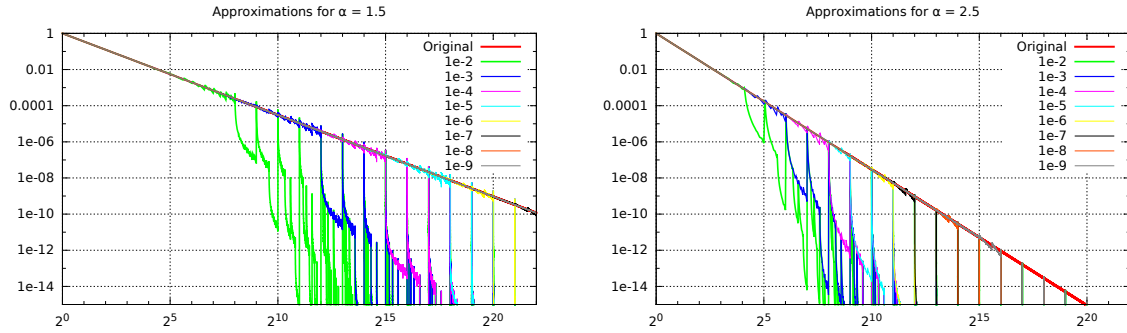 Approximations for α = 1.5
1
0.01
0.0001
1e-06
1e-08
1e-10
1e-12
1e-14
2^0
2^5
2^10
2^15
2^20
Original
1e-2
1e-3
1e-4
1e-5
1e-6
1e-7
1e-8
1e-9
Approximations for α = 2.5
1
0.01
0.0001
1e-06
1e-08
1e-10
1e-12
1e-14
2^0
2^5
2^10
2^15
2^20
Original
1e-2
1e-3
1e-4
1e-5
1e-6
1e-7
1e-8
1e-9